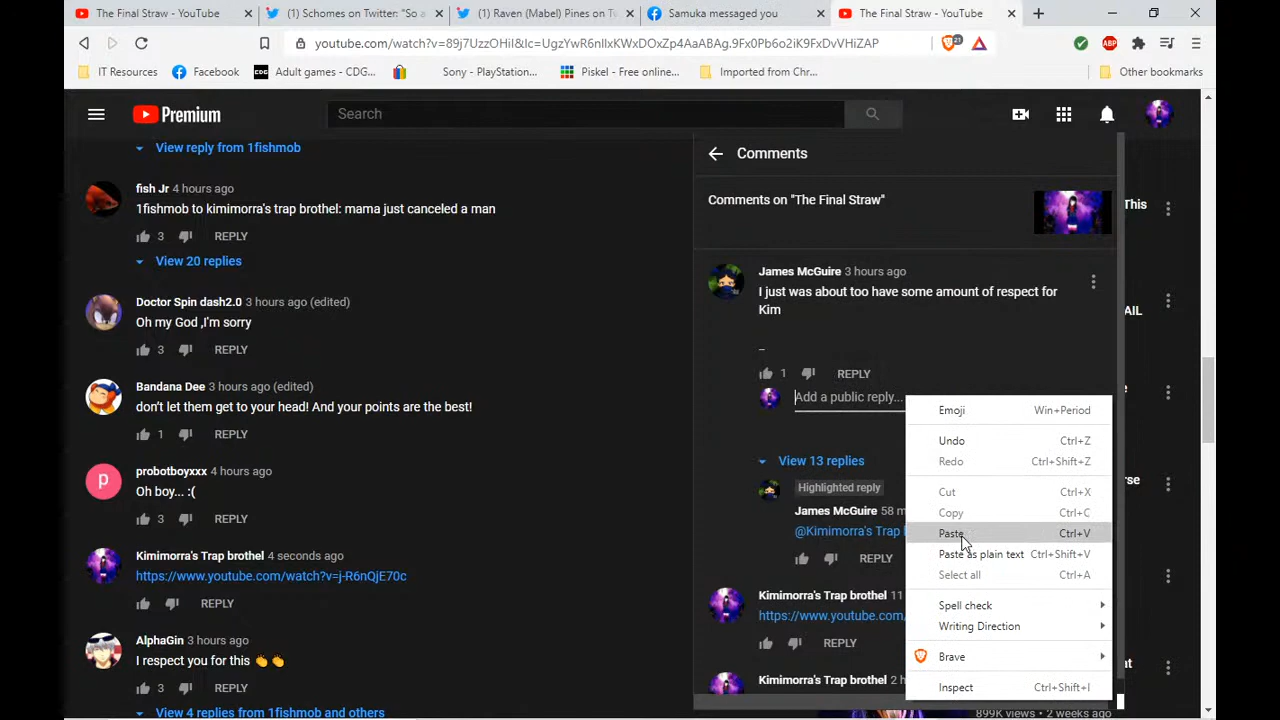 The Final Straw - YouTube
(1) Schomes on Twitter: "So a
(1) Raven (Mabel) Pines on Tw
Samuka messaged you
The Final Straw - YouTube
youtube.com/watch?v=89j7UzzOHiI&lc=UgzYwR6nlIxKWxDOxZp4AaABAg.9Fx0Pb6o2iK9FxDvVHiZAP
21
ABP
IT Resources
Facebook
CDG
Adult games - CDG...
Sony - PlayStation...
Piskel - Free online...
Imported from Chr...
Other bookmarks
Premium
Search
View reply from 1fishmob
fish Jr 4 hours ago
1fishmob to kimimorra's trap brothel: mama just canceled a man
3 REPLY
View 20 replies
Doctor Spin dash2.0 3 hours ago (edited)
Oh my God ,I'm sorry
3 REPLY
Bandana Dee 3 hours ago (edited)
don't let them get to your head! And your points are the best!
1 REPLY
p
probotboyxxx 4 hours ago
Oh boy... :(
3 REPLY
Kimimorra's Trap brothel 4 seconds ago
https://www.youtube.com/watch?v=j-R6nQjE70c
REPLY
AlphaGin 3 hours ago
I respect you for this 👏👏
3 REPLY
View 4 replies from 1fishmob and others
Comments
Comments on "The Final Straw"
James McGuire 3 hours ago
I just was about too have some amount of respect for
Kim
_
1 REPLY
Add a public reply...
View 13 replies
Highlighted reply
James McGuire 58 m
@Kimimorra's Trap
REPLY
Kimimorra's Trap brothel 11
https://www.youtube.com/
REPLY
Kimimorra's Trap brothel 2 h
Emoji Win+Period
Undo Ctrl+Z
Redo Ctrl+Shift+Z
Cut Ctrl+X
Copy Ctrl+C
Paste Ctrl+V
Paste as plain text Ctrl+Shift+V
Select all Ctrl+A
Spell check
Writing Direction
Brave
Inspect Ctrl+Shift+I
This
AIL
e
rse
nt
899K views • 2 weeks ago